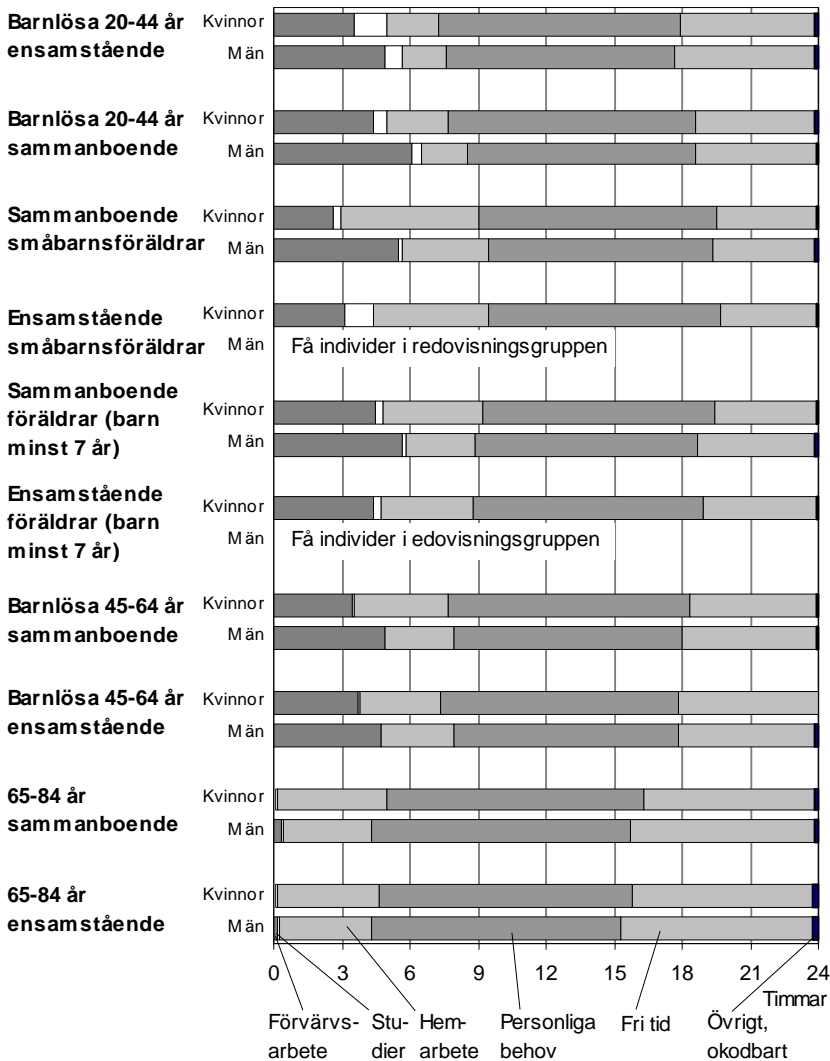 Barnlösa 20-44 år
ensamstående
Kvinnor
Män
Barnlösa 20-44 år
sammanboende
Kvinnor
Män
Sammanboende
småbarnsföräldrar
Kvinnor
Män
Ensamstående
småbarnsföräldrar
Kvinnor
Män
Få individer i redovisningsgruppen
Sammanboende
föräldrar (barn
minst 7 år)
Kvinnor
Män
Ensamstående
föräldrar (barn
minst 7 år)
Kvinnor
Män
Få individer i edovisningsgruppen
Barnlösa 45-64 år
sammanboende
Kvinnor
Män
Barnlösa 45-64 år
ensamstående
Kvinnor
Män
65-84 år
sammanboende
Kvinnor
Män
65-84 år
ensamstående
Kvinnor
Män
0 3 6 9 12 15 18 21 24
Timmar
Förvärvs-
arbete
Stu-
dier
Hem-
arbete
Personliga
behov
Fri tid
Övrigt,
okodbart